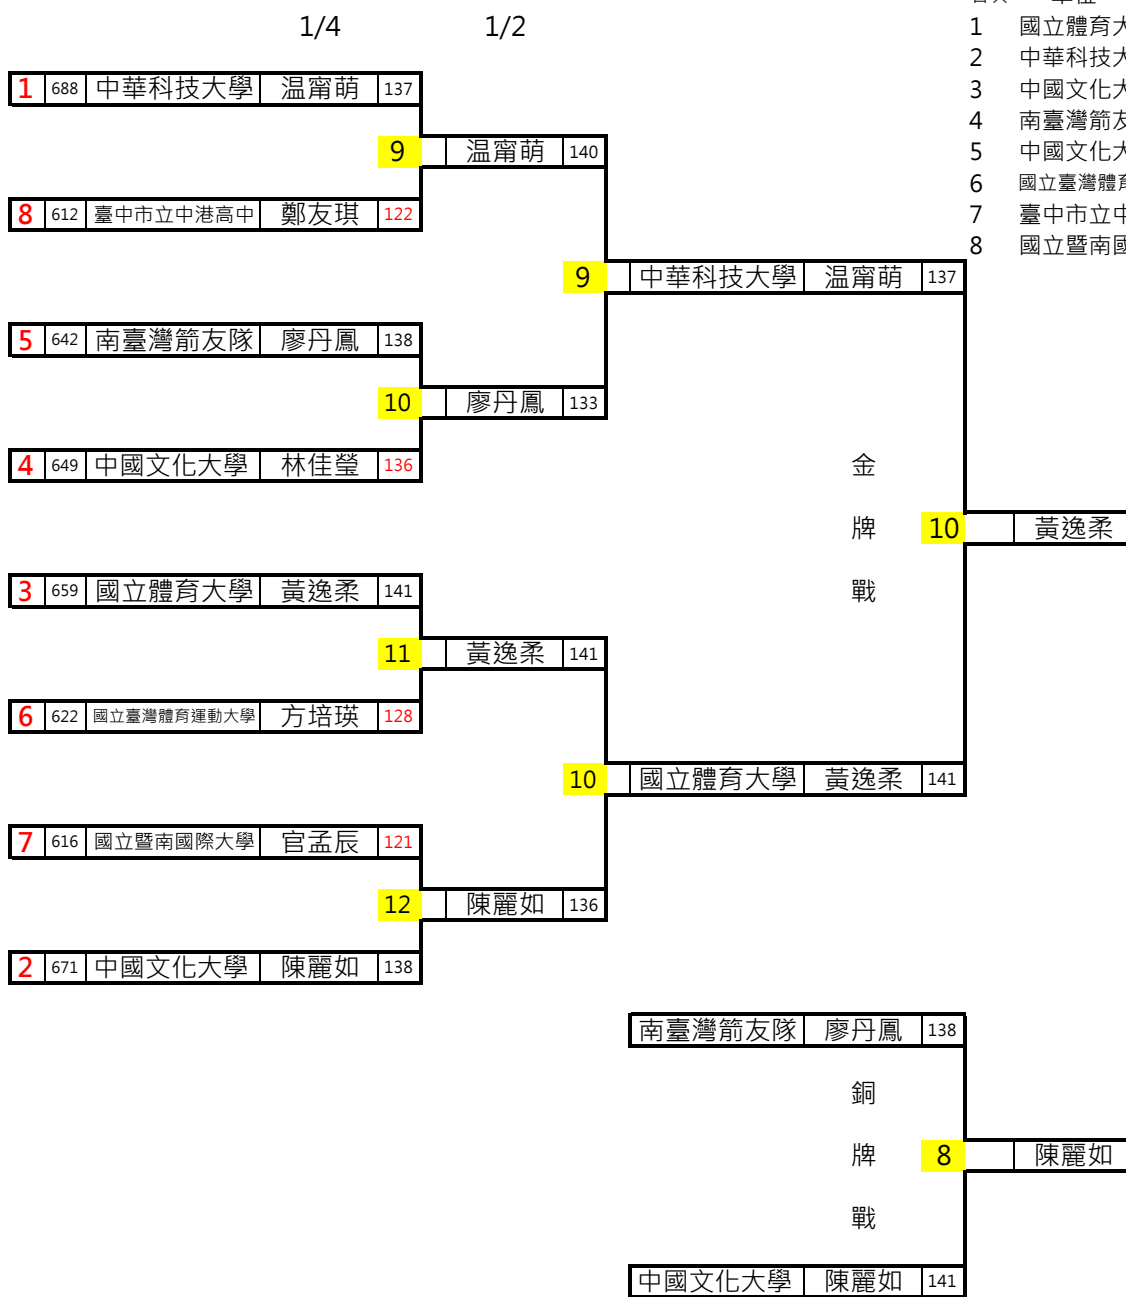 1/4 1/2
1 國立體育
2 中華科技
3 中國文化
4 南臺灣箭
5 中國文化
6 國立臺灣體
7 臺中市立
8 國立暨南
1 688 中華科技大學 温甯萌 137
9 温甯萌 140
8 612 臺中市立中港高中 鄭友琪 122
9 中華科技大學 温甯萌 137
5 642 南臺灣箭友隊 廖丹鳳 138
10 廖丹鳳 133
4 649 中國文化大學 林佳瑩 136
金
牌 10 黃逸柔
戰
3 659 國立體育大學 黃逸柔 141
11 黃逸柔 141
6 622 國立臺灣體育運動大學 方培瑛 128
10 國立體育大學 黃逸柔 141
7 616 國立暨南國際大學 官孟辰 121
12 陳麗如 136
2 671 中國文化大學 陳麗如 138
南臺灣箭友隊 廖丹鳳 138
銅
牌 8 陳麗如
戰
中國文化大學 陳麗如 141